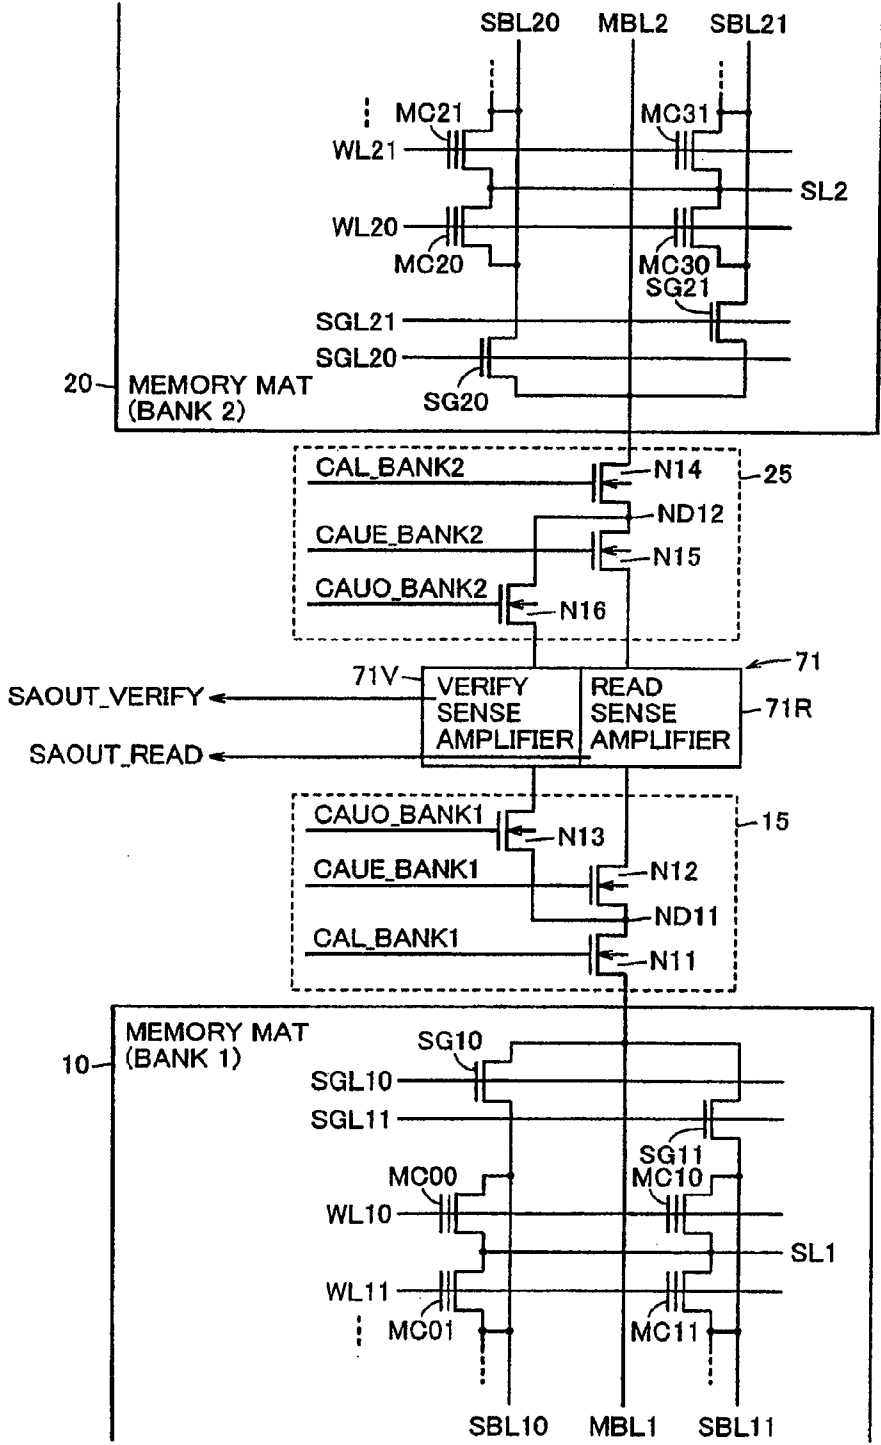 SBL20 MBL2 SBL21
MC21 MC31
WL21
SL2
WL20
MC20 MC30
SG21
SGL21
SGL20
SG20
20
MEMORY MAT
(BANK 2)
CAL_BANK2
N14
25
ND12
CAUE_BANK2
N15
CAUO_BANK2
N16
71V
71
SAOUT_VERIFY
VERIFY
SENSE
AMPLIFIER
READ
SENSE
AMPLIFIER
71R
SAOUT_READ
CAUO_BANK1
N13
15
CAUE_BANK1
N12
ND11
CAL_BANK1
N11
MEMORY MAT
(BANK 1)
10
SG10
SGL10
SGL11
SG11
MC00 MC10
WL10
SL1
WL11
MC01 MC11
SBL10 MBL1 SBL11